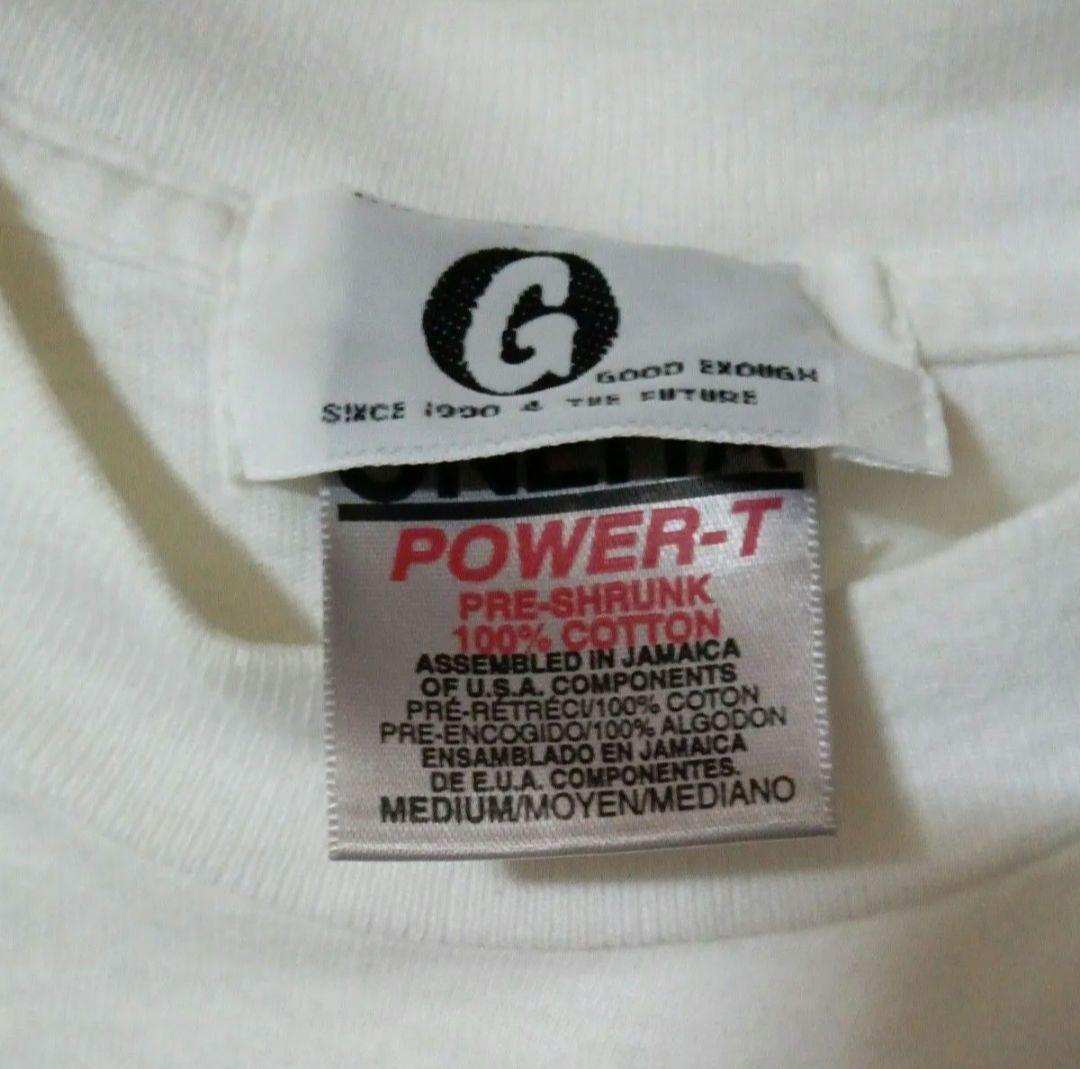 G
GOOD ENOUGH
SINCE 1990 & THE FUTURE
ONEITA
POWER-T
PRE-SHRUNK
100% COTTON
ASSEMBLED IN JAMAICA
OF U.S.A. COMPONENTS
PRÉ-RÉTRÉCI/100% COTON
PRE-ENCOGIDO/100% ALGODON
ENSAMBLADO EN JAMAICA
DE E.U.A. COMPONENTES.
MEDIUM/MOYEN/MEDIANO